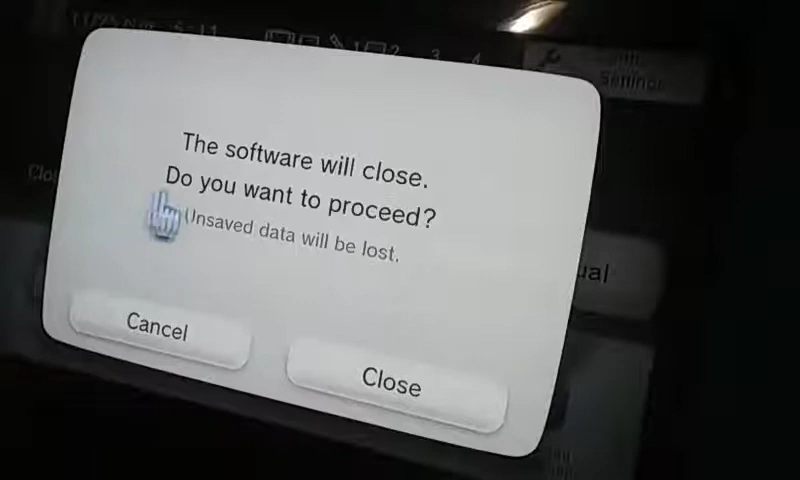 The software will close.
Do you want to proceed?
Unsaved data will be lost.
Cancel
Close